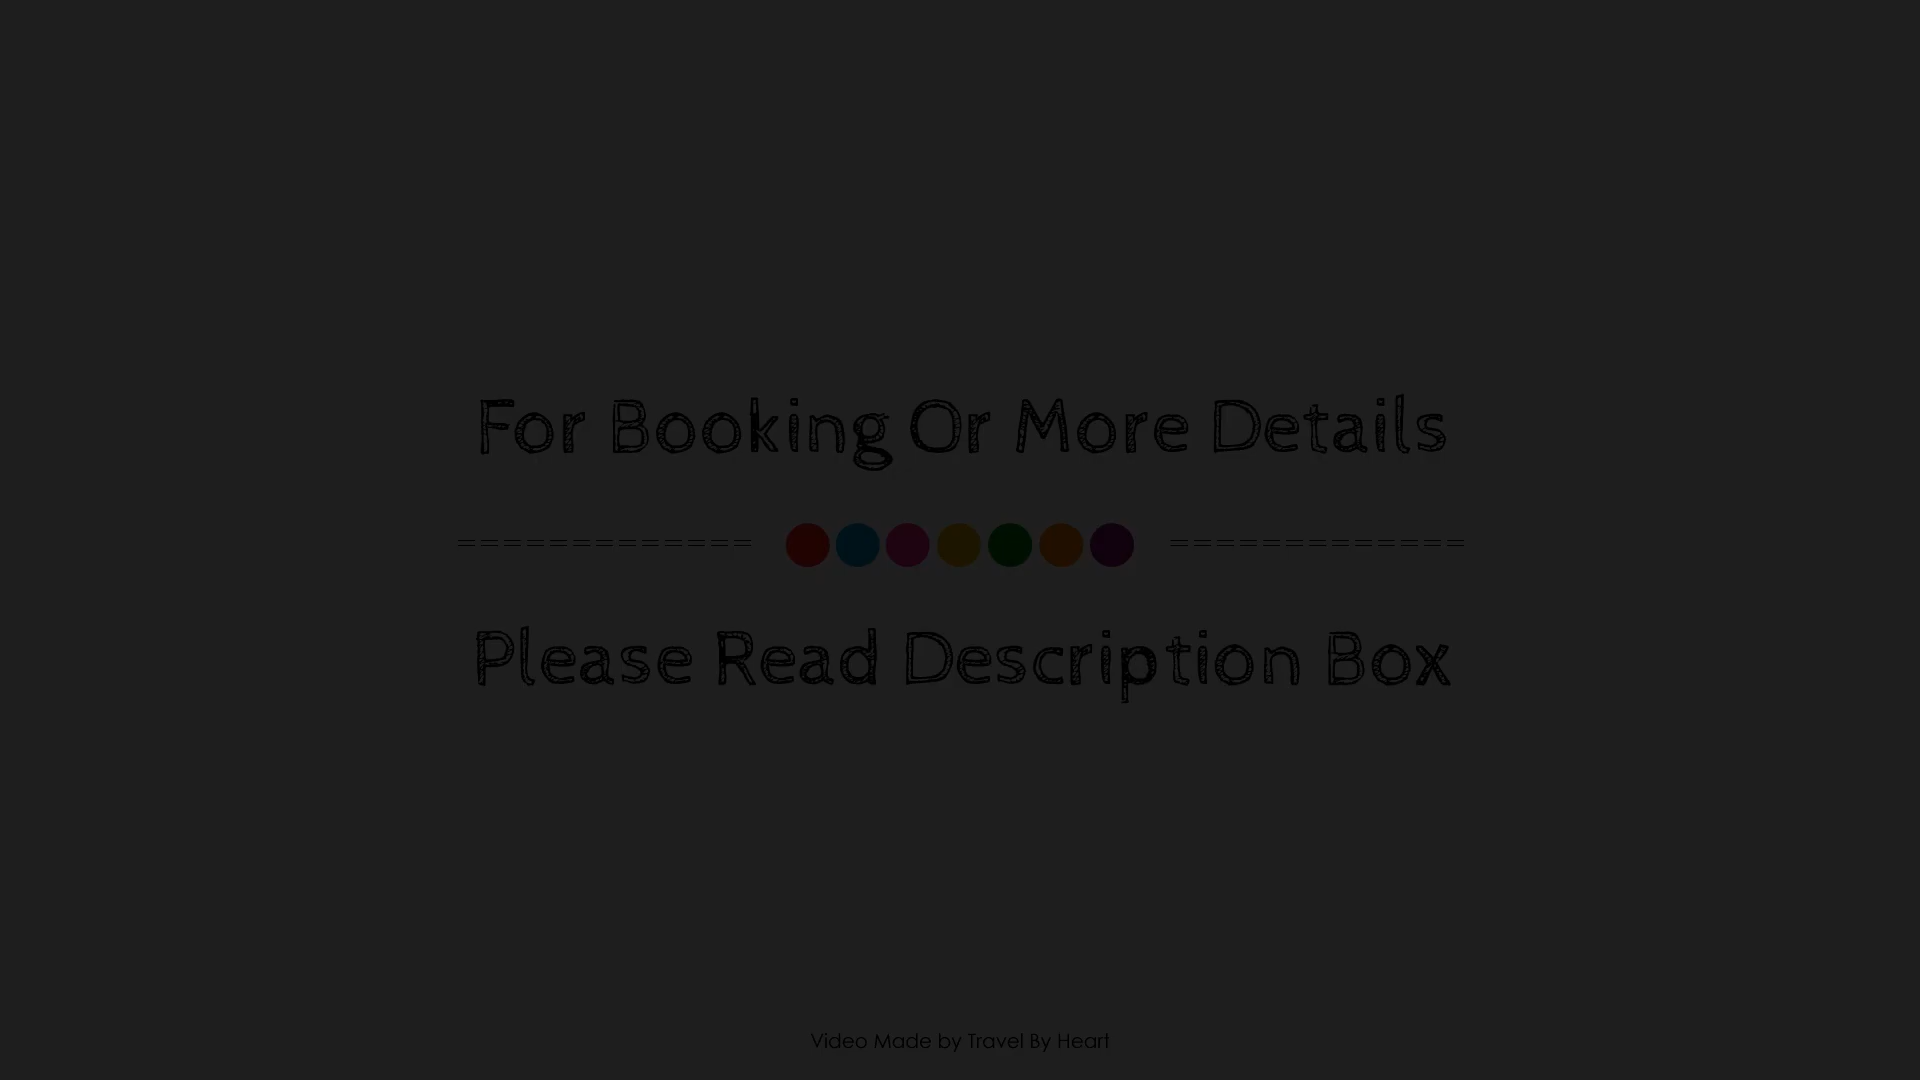 For Booking Or More Details
============= =============
Please Read Description Box
Video Made by Travel By Heart